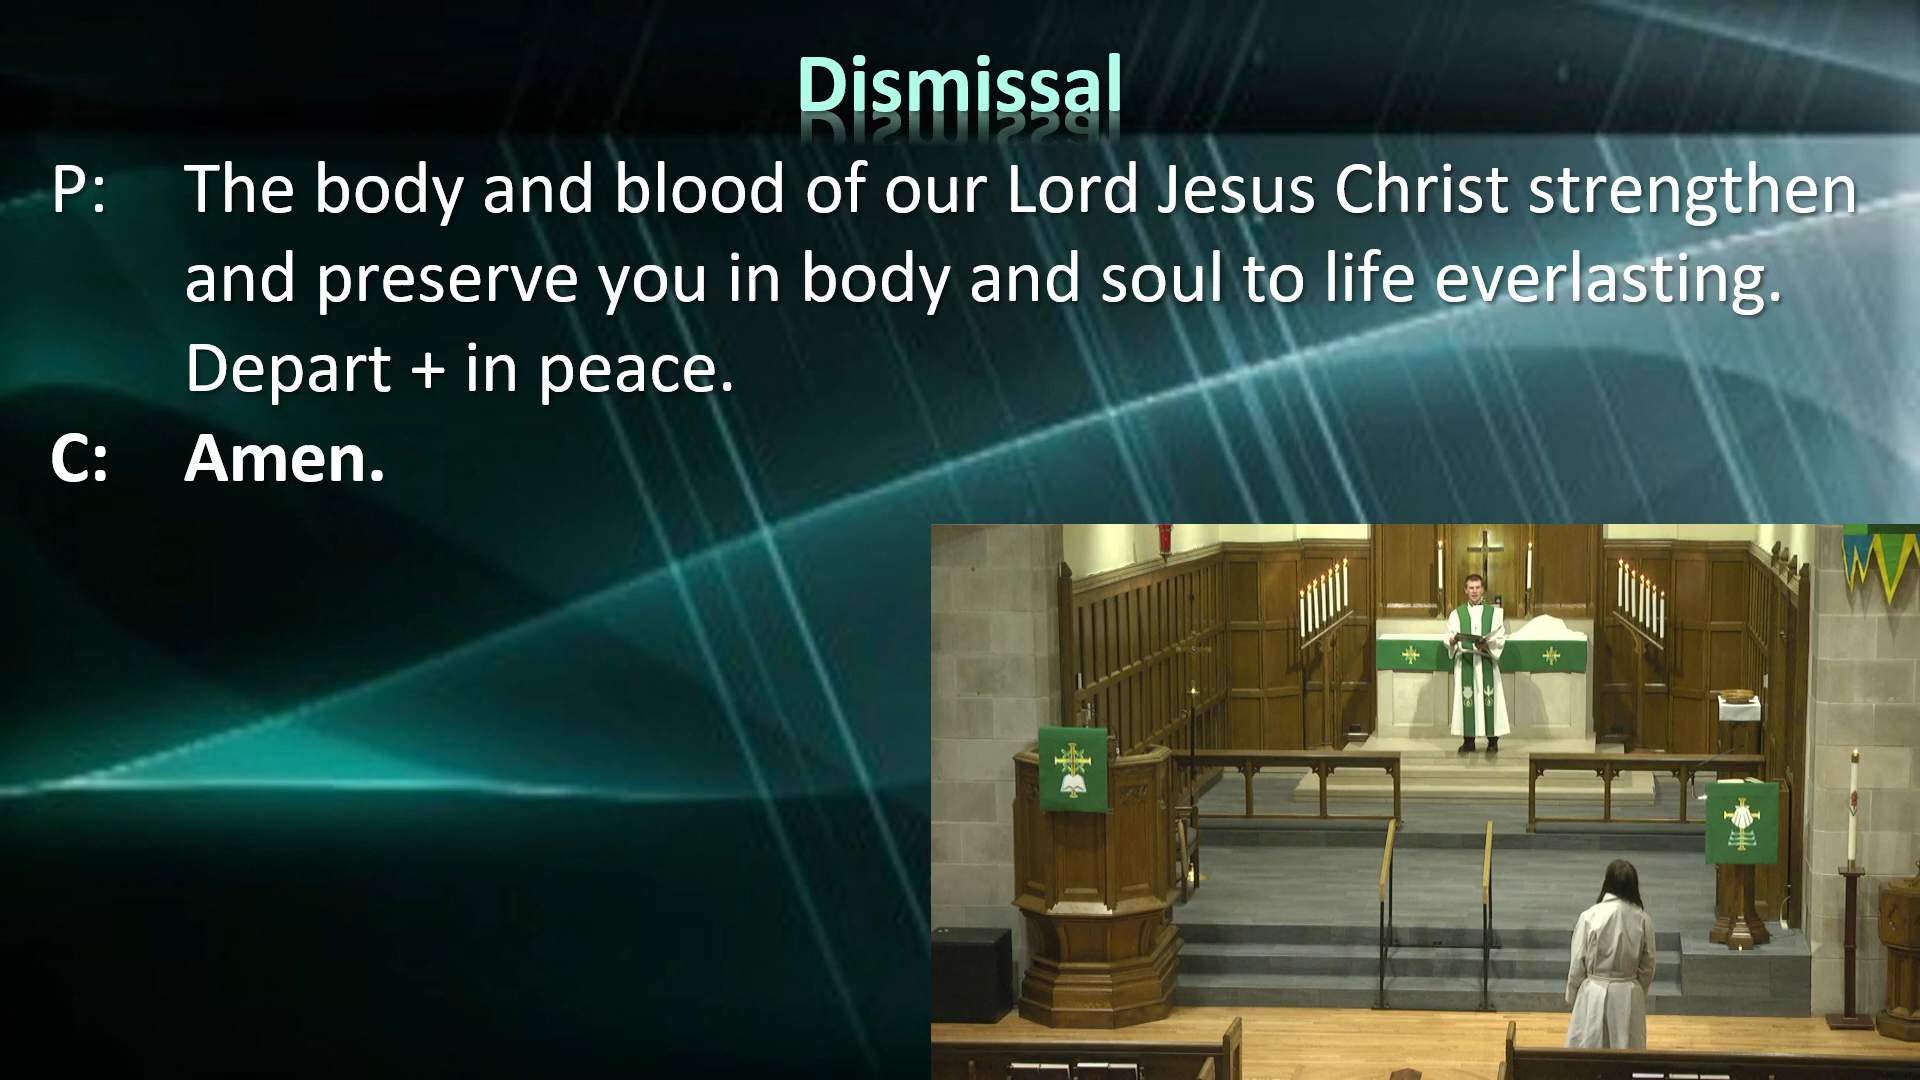 Dismissal
P: The body and blood of our Lord Jesus Christ strengthen
and preserve you in body and soul to life everlasting.
Depart + in peace.
C: Amen.